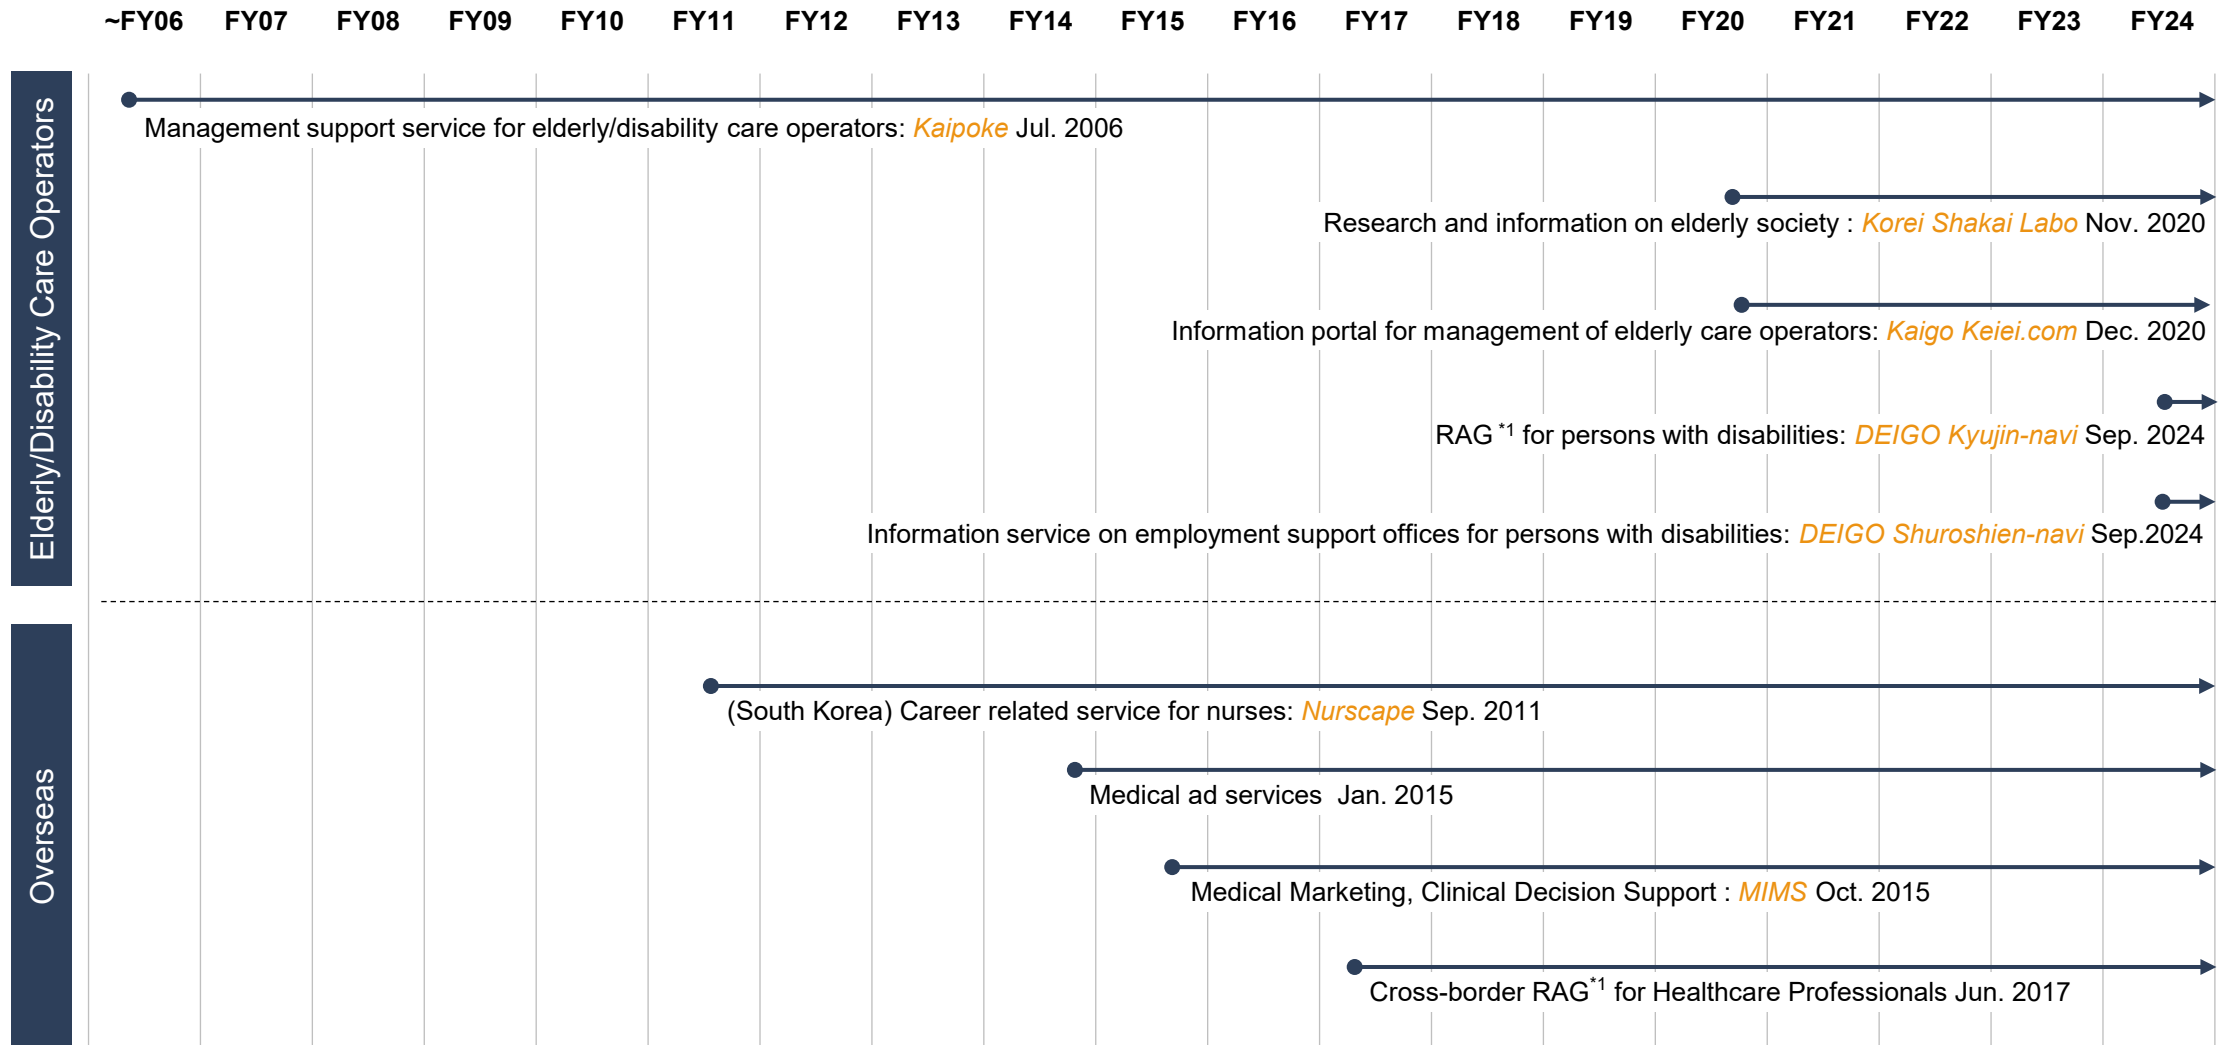 ~FY06 FY07 FY08 FY09 FY10 FY11 FY12 FY13 FY14 FY15 FY16 FY17 FY18 FY19 FY20 FY21 FY22 FY23 FY24
Elderly/Disability Care Operators
Management support service for elderly/disability care operators: Kaipoke Jul. 2006
Research and information on elderly society : Korei Shakai Labo Nov. 2020
Information portal for management of elderly care operators: Kaigo Keiei.com Dec. 2020
RAG *1 for persons with disabilities: DEIGO Kyujin-navi Sep. 2024
Information service on employment support offices for persons with disabilities: DEIGO Shuroshien-navi Sep.2024
Overseas
(South Korea) Career related service for nurses: Nurscape Sep. 2011
Medical ad services Jan. 2015
Medical Marketing, Clinical Decision Support : MIMS Oct. 2015
Cross-border RAG*1 for Healthcare Professionals Jun. 2017